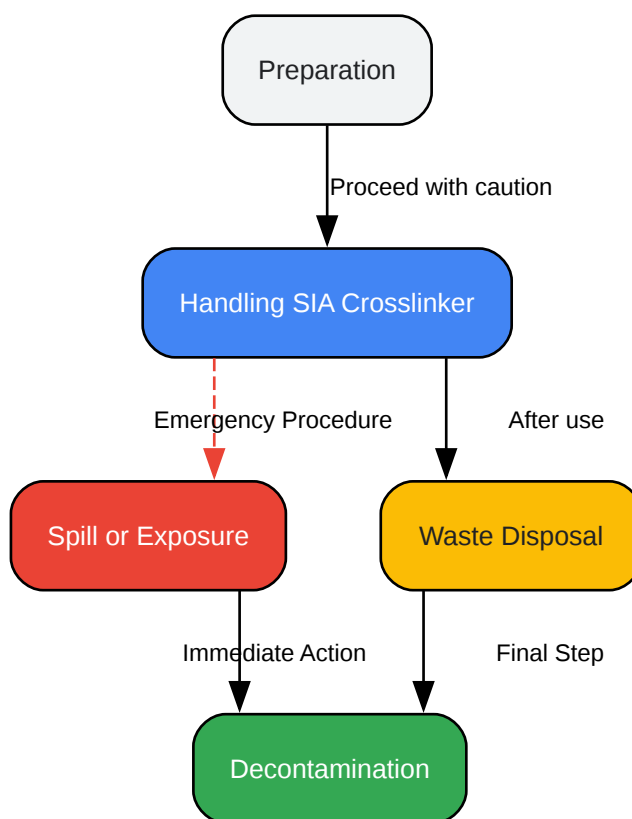 Preparation
Proceed with caution
Handling SIA Crosslinker
Emergency Procedure
After use
Spill or Exposure
Waste Disposal
Immediate Action
Final Step
Decontamination